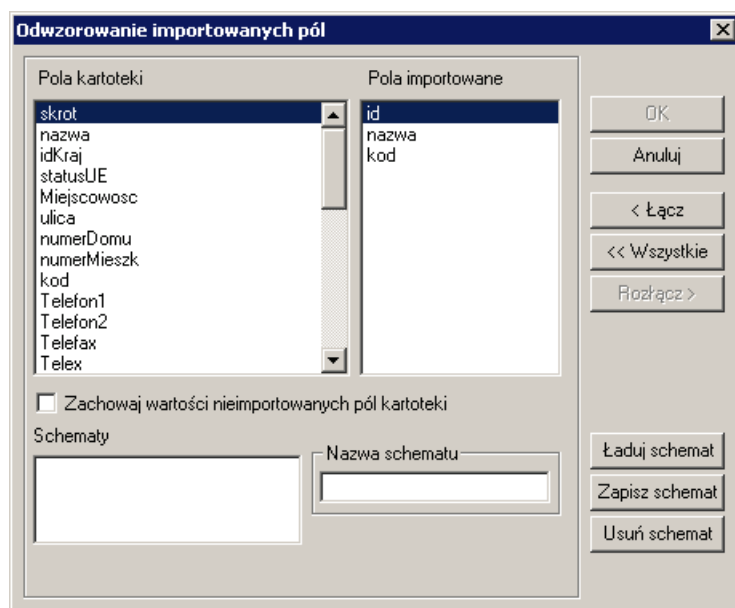 Odwzorowanie importowanych pól
Pola kartoteki
Pola importowane
skrot
nazwa
idKraj
statusUE
Miejscowosc
ulica
numerDomu
numerMieszk
kod
Telefon1
Telefon2
Telefax
Telex
id
nazwa
kod
OK
Anuluj
< Łącz
<< Wszystkie
Rozłącz >
Zachowaj wartości nieimportowanych pól kartoteki
Schematy
Nazwa schematu
Ładuj schemat
Zapisz schemat
Usuń schemat